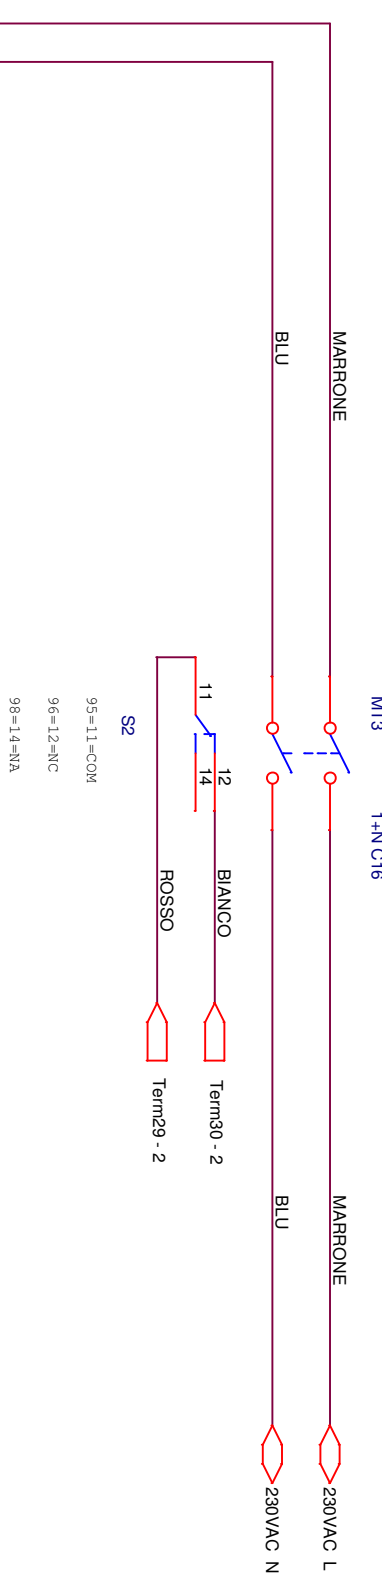 MARRONE
BLU
MT3
1+N C16
11
12
14
S2
95=11=COM
96=12=NC
98=14=NA
BIANCO
ROSSO
Term30 - 2
Term29 - 2
MARRONE
BLU
230VAC L
230VAC N